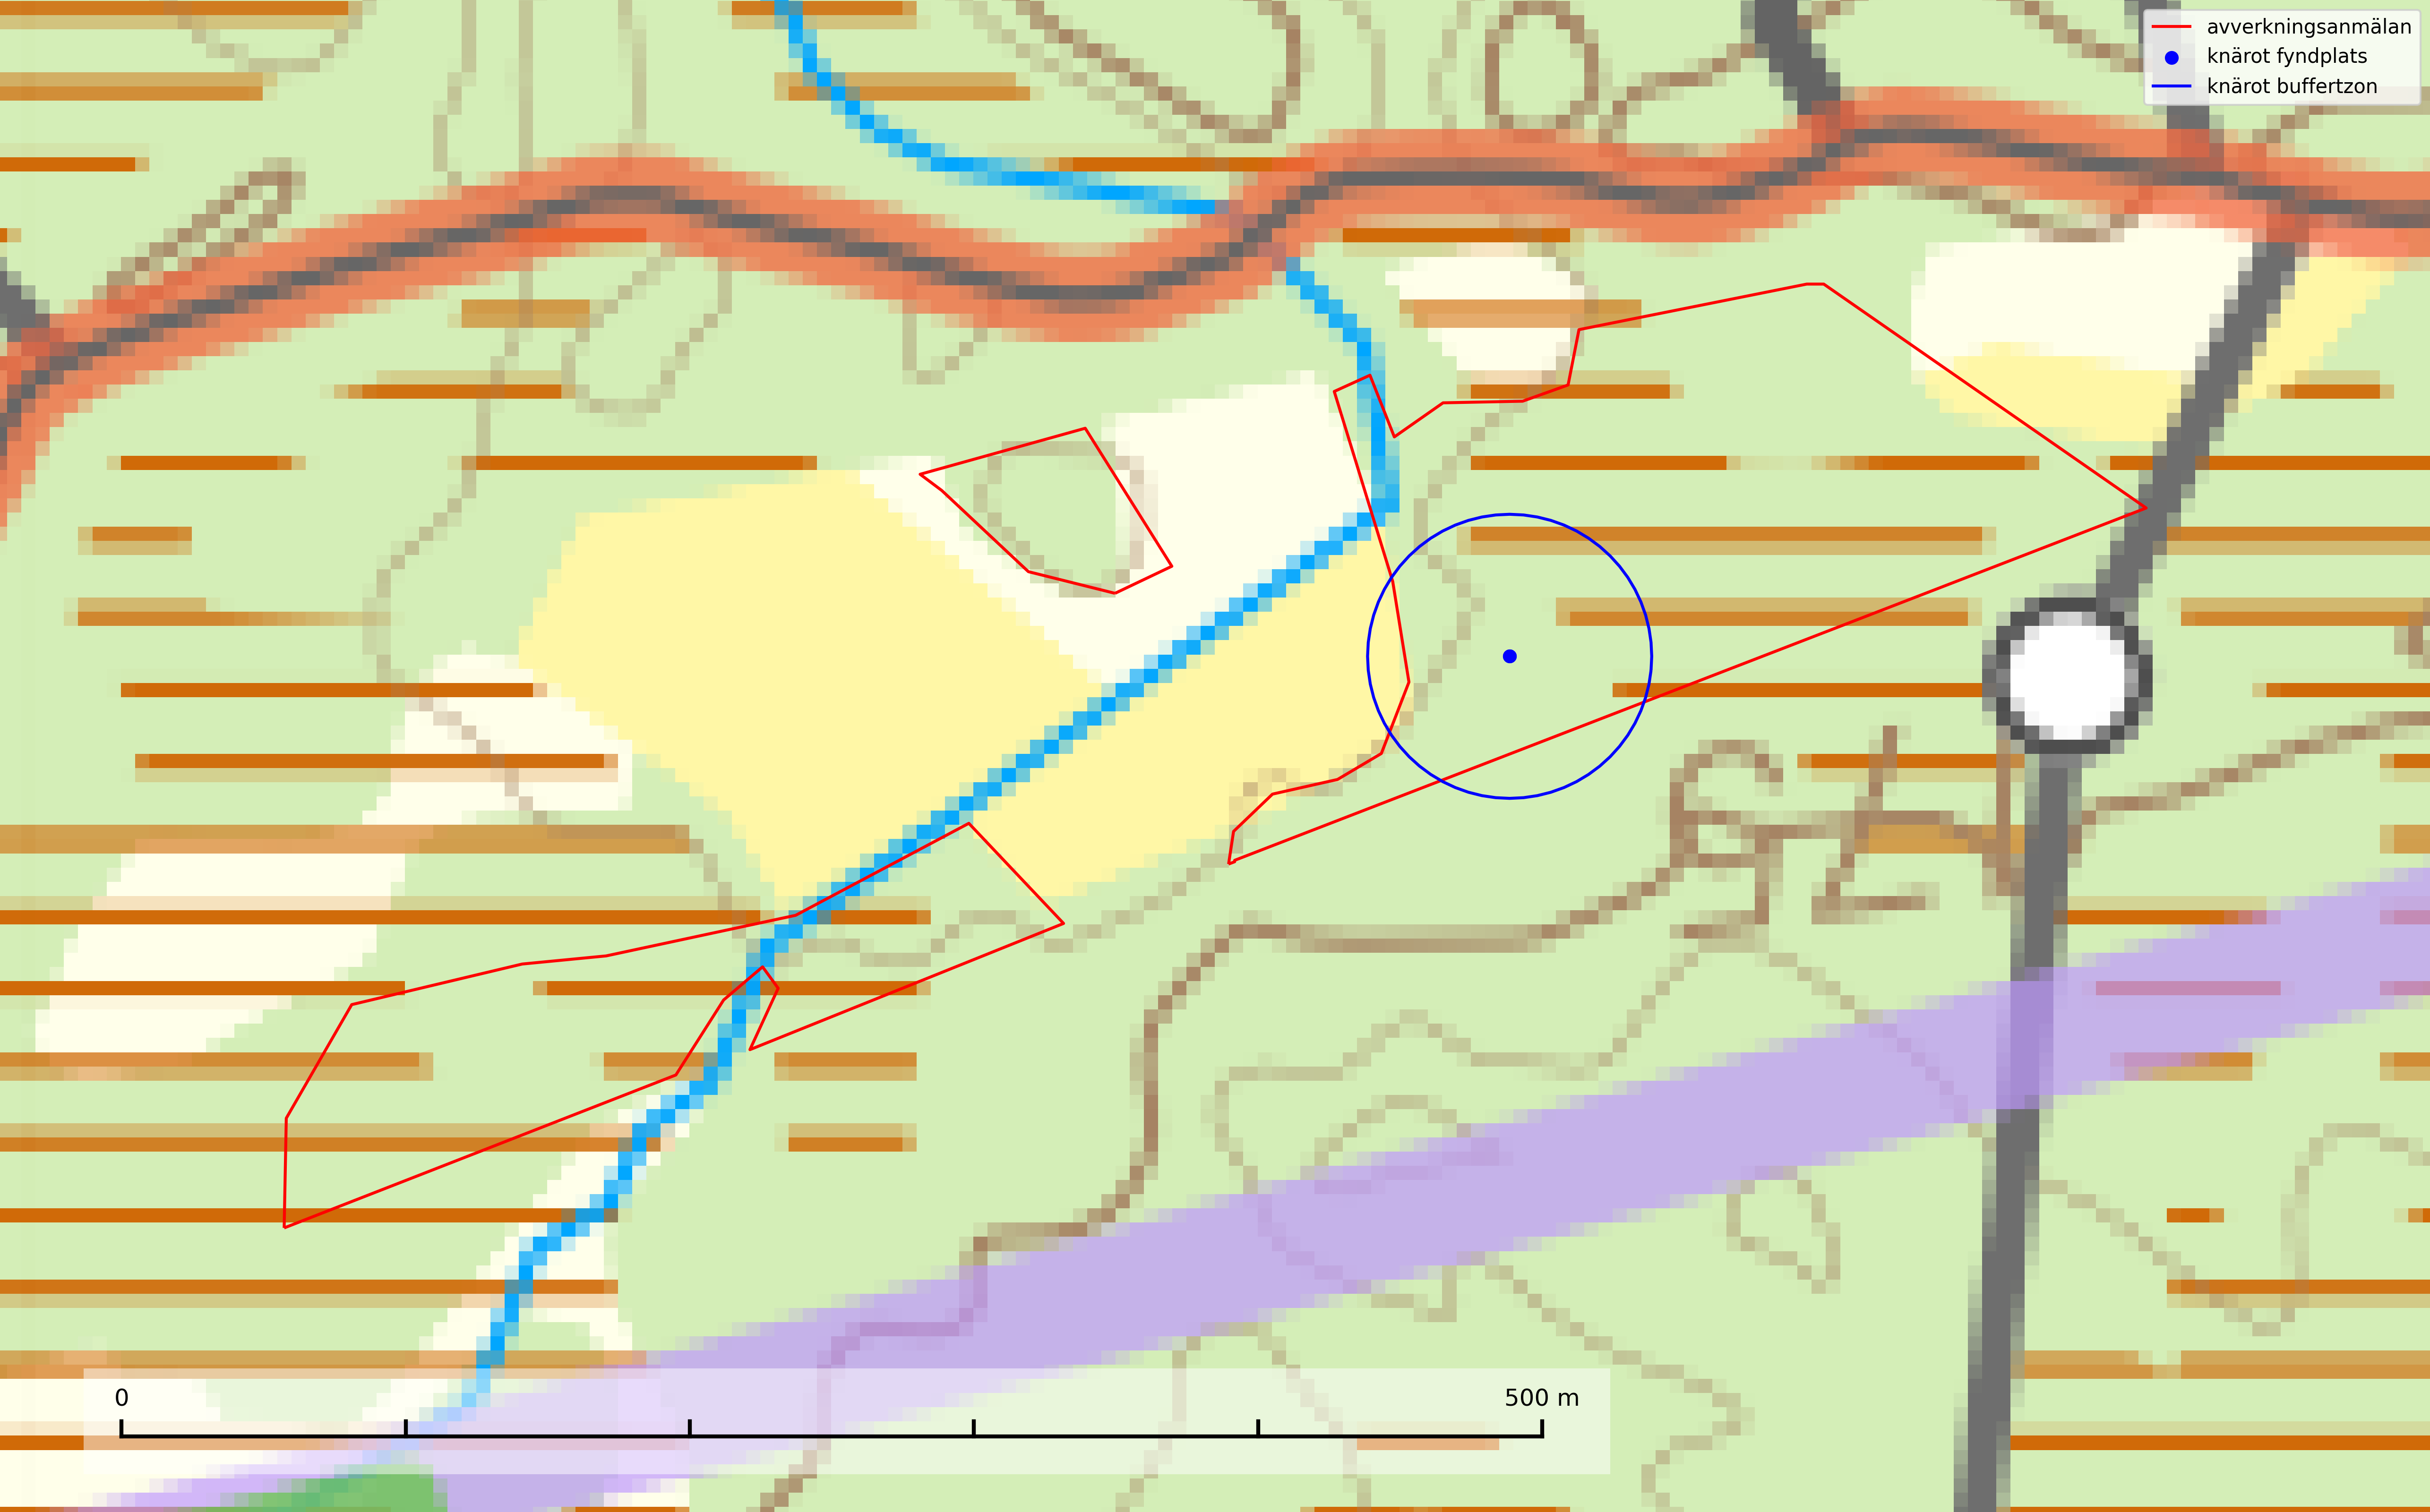 avverkningsanmälan
knärot fyndplats
knärot buffertzon
0 500 m